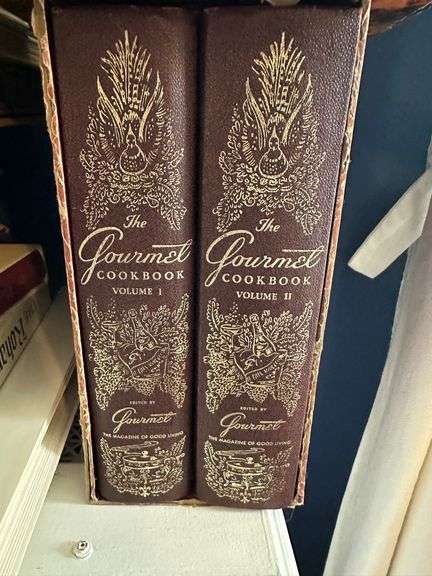 The
Gourmet
COOKBOOK
VOLUME I
EDITED BY
Gourmet
THE MAGAZINE OF GOOD LIVING
The
Gourmet
COOKBOOK
VOLUME II
EDITED BY
Gourmet
THE MAGAZINE OF GOOD LIVING